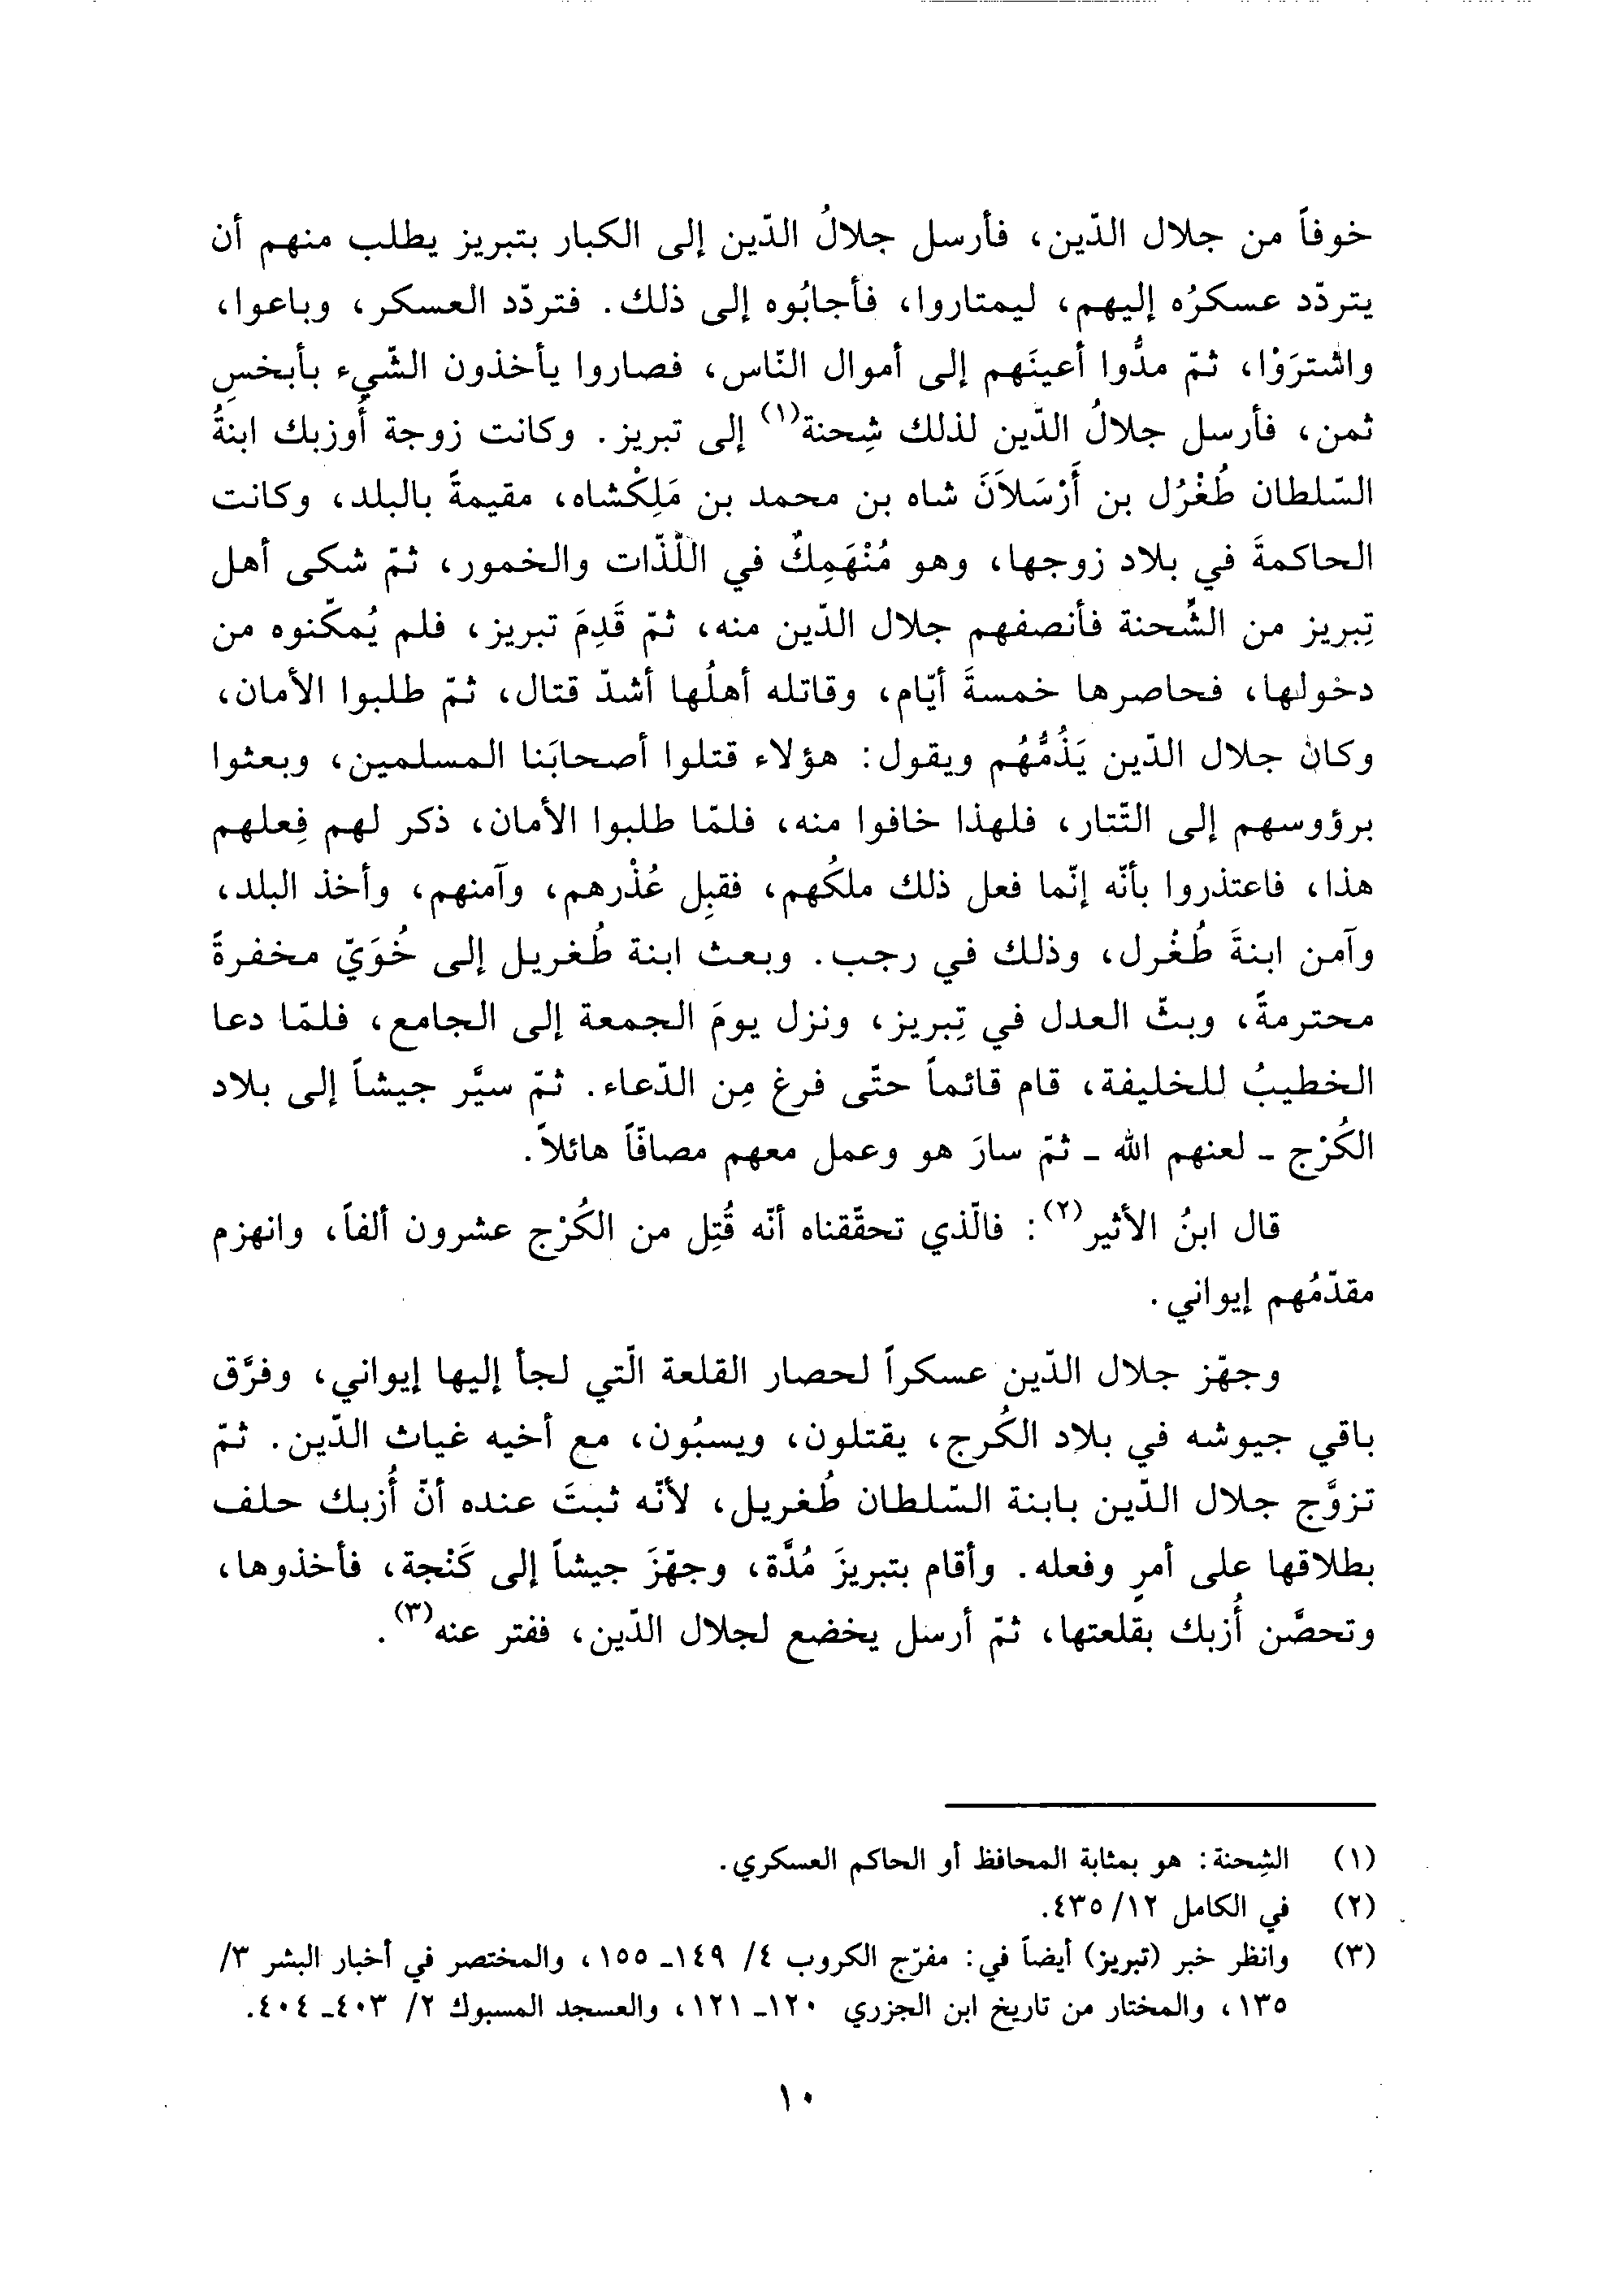 خوفاً من جلال الدّين، فأرسل جلالُ الدّين إلى الكبار بتبريز يطلب منهم أن
يتردّد عسكرُه إليهم، ليمتاروا، فأجابُوه إلى ذلك. فتردّد العسكر، وباعوا،
واشترَوْا، ثمّ مدُّوا أعينَهم إلى أموال النّاس، فصاروا يأخذون الشّيء بأبخسِ
ثمن، فأرسل جلالُ الدّين لذلك شِحنة(١) إلى تبريز. وكانت زوجة أُوزبك ابنةُ
السّلطان طُغْرُل بن أَرْسَلاَنَ شاه بن محمد بن مَلِكْشاه، مقيمةً بالبلد، وكانت
الحاكمةَ في بلاد زوجها، وهو مُنْهَمِكٌ في اللّذّات والخمور، ثمّ شكى أهل
تِبريز من الشِّحنة فأنصفهم جلال الدّين منه، ثمّ قَدِمَ تبريز، فلم يُمكّنوه من
دخولها، فحاصرها خمسةَ أيّام، وقاتله أهلُها أشدّ قتال، ثمّ طلبوا الأمان،
وكان جلال الدّين يَذُمُّهُم ويقول: هؤلاء قتلوا أصحابَنا المسلمين، وبعثوا
برؤوسهم إلى التّتار، فلهذا خافوا منه، فلمّا طلبوا الأمان، ذكر لهم فِعلهم
هذا، فاعتذروا بأنّه إنّما فعل ذلك ملكُهم، فقبِل عُذْرهم، وآمنهم، وأخذ البلد،
وآمن ابنةَ طُغْرل، وذلك في رجب. وبعث ابنة طُغريل إلى خُوَيّ مخفرةً
محترمةً، وبثّ العدل في تِبريز، ونزل يومَ الجمعة إلى الجامع، فلمّا دعا
الخطيبُ للخليفة، قام قائماً حتّى فرغ مِن الدّعاء. ثمّ سيَّر جيشاً إلى بلاد
الكُرْج ـ لعنهم الله ـ ثمّ سارَ هو وعمل معهم مصافّاً هائلاً.
قال ابنُ الأثير(٢): فالّذي تحقّقناه أنّه قُتِل من الكُرْج عشرون ألفاً، وانهزم
مقدّمُهم إيواني.
وجهّز جلال الدّين عسكراً لحصار القلعة الّتي لجأ إليها إيواني، وفرَّق
باقي جيوشه في بلاد الكُرج، يقتلون، ويسبُون، مع أخيه غياث الدّين. ثمّ
تزوَّج جلال الدّين بابنة السّلطان طُغريل، لأنّه ثبتَ عنده أنّ أُزبك حلف
بطلاقها على أمرٍ وفعله. وأقام بتبريزَ مُدَّة، وجهّزَ جيشاً إلى كَنْجة، فأخذوها،
وتحصَّن أُزبك بقلعتها، ثمّ أرسل يخضع لجلال الدّين، ففتر عنه(٣).
(١) الشِحنة: هو بمثابة المحافظ أو الحاكم العسكري.
(٢) في الكامل ١٢/ ٤٣٥.
(٣) وانظر خبر (تبريز) أيضاً في: مفرّج الكروب ٤/ ١٤٩ـ ١٥٥، والمختصر في أخبار البشر ٣/
١٣٥، والمختار من تاريخ ابن الجزري ١٢٠ـ ١٢١، والعسجد المسبوك ٢/ ٤٠٣ـ ٤٠٤.
١٠